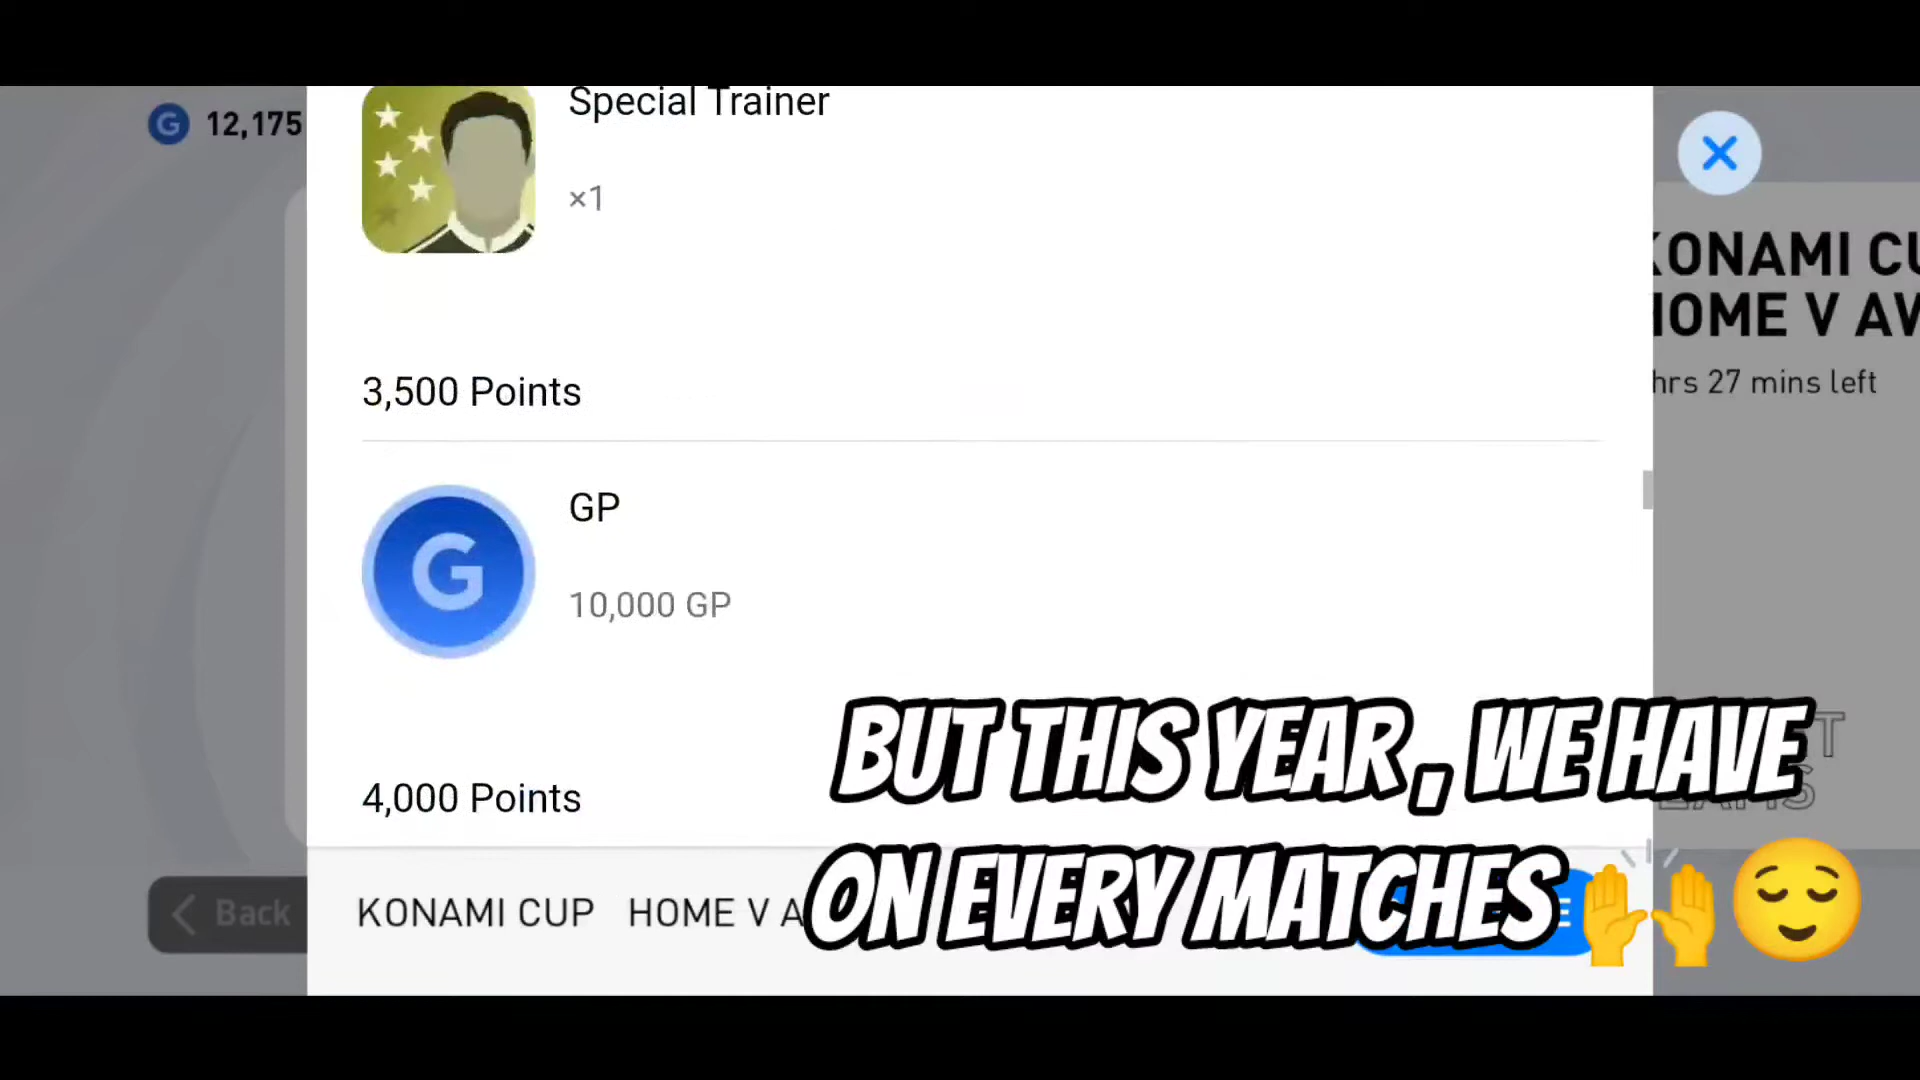 Special Trainer
G 12,175
×1
KONAMI CU
HOME V AW
hrs 27 mins left
3,500 Points
GP
G
10,000 GP
BUT THIS YEAR, WE HAVE
4,000 Points
ON EVERY MATCHES 🙌😌
Back
KONAMI CUP HOME V A